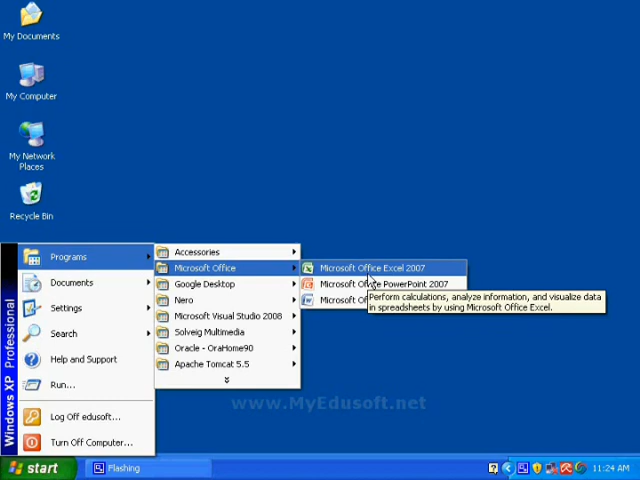 My Documents
My Computer
My Network
Places
Recycle Bin
Windows XP Professional
Programs
Documents
Settings
Search
Help and Support
Run...
Log Off edusoft...
Turn Off Computer...
Accessories
Microsoft Office
Google Desktop
Nero
Microsoft Visual Studio 2008
Solveig Multimedia
Oracle - OraHome90
Apache Tomcat 5.5
Microsoft Office Excel 2007
Microsoft Office PowerPoint 2007
Microsoft
Perform calculations, analyze information, and visualize data
in spreadsheets by using Microsoft Office Excel.
www.MyEdusoft.net
start
Flashing
11:24 AM